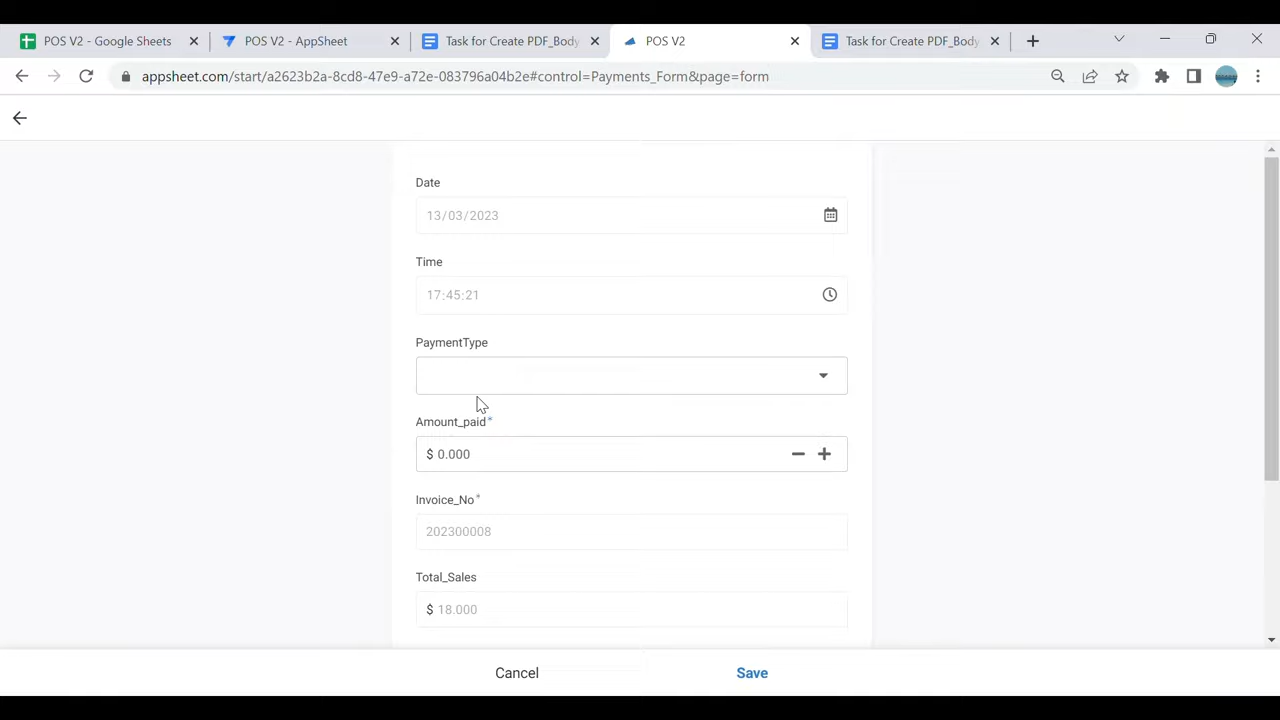 POS V2 - Google Sheets
POS V2 - AppSheet
Task for Create PDF_Body
POS V2
Task for Create PDF_Body
appsheet.com/start/a2623b2a-8cd8-47e9-a72e-083796a04b2e#control=Payments_Form&page=form
Date
13/03/2023
Time
17:45:21
PaymentType
Amount_paid*
$ 0.000
Invoice_No*
202300008
Total_Sales
$ 18.000
Cancel
Save